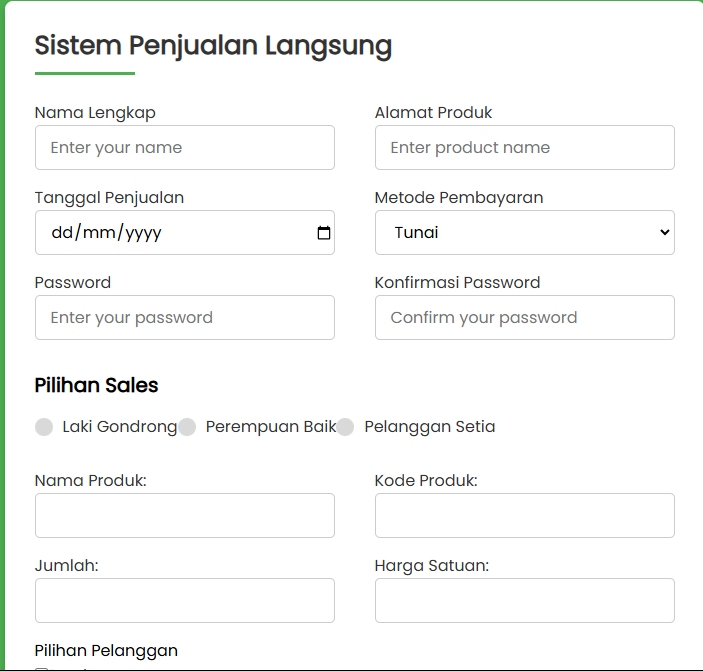 Sistem Penjualan Langsung
Nama Lengkap Alamat Produk
Enter your name Enter product name
Tanggal Penjualan Metode Pembayaran
dd/mm/yyyy Tunai
Password Konfirmasi Password
Enter your password Confirm your password
Pilihan Sales
Laki Gondrong Perempuan Baik Pelanggan Setia
Nama Produk: Kode Produk:
Jumlah: Harga Satuan:
Pilihan Pelanggan